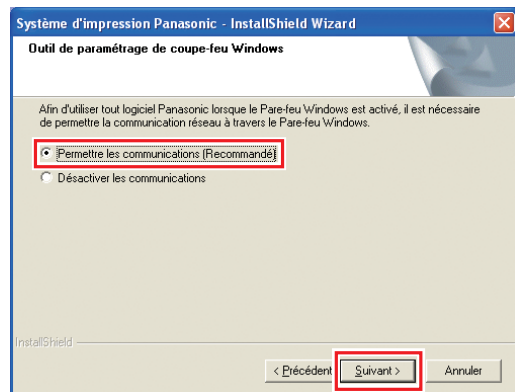 Système d'impression Panasonic - InstallShield Wizard
Outil de paramétrage de coupe-feu Windows
Afin d'utiliser tout logiciel Panasonic lorsque le Pare-feu Windows est activé, il est nécessaire
de permettre la communication réseau à travers le Pare-feu Windows.
Permettre les communications (Recommandé)
Désactiver les communications
InstallShield
< Précédent
Suivant >
Annuler